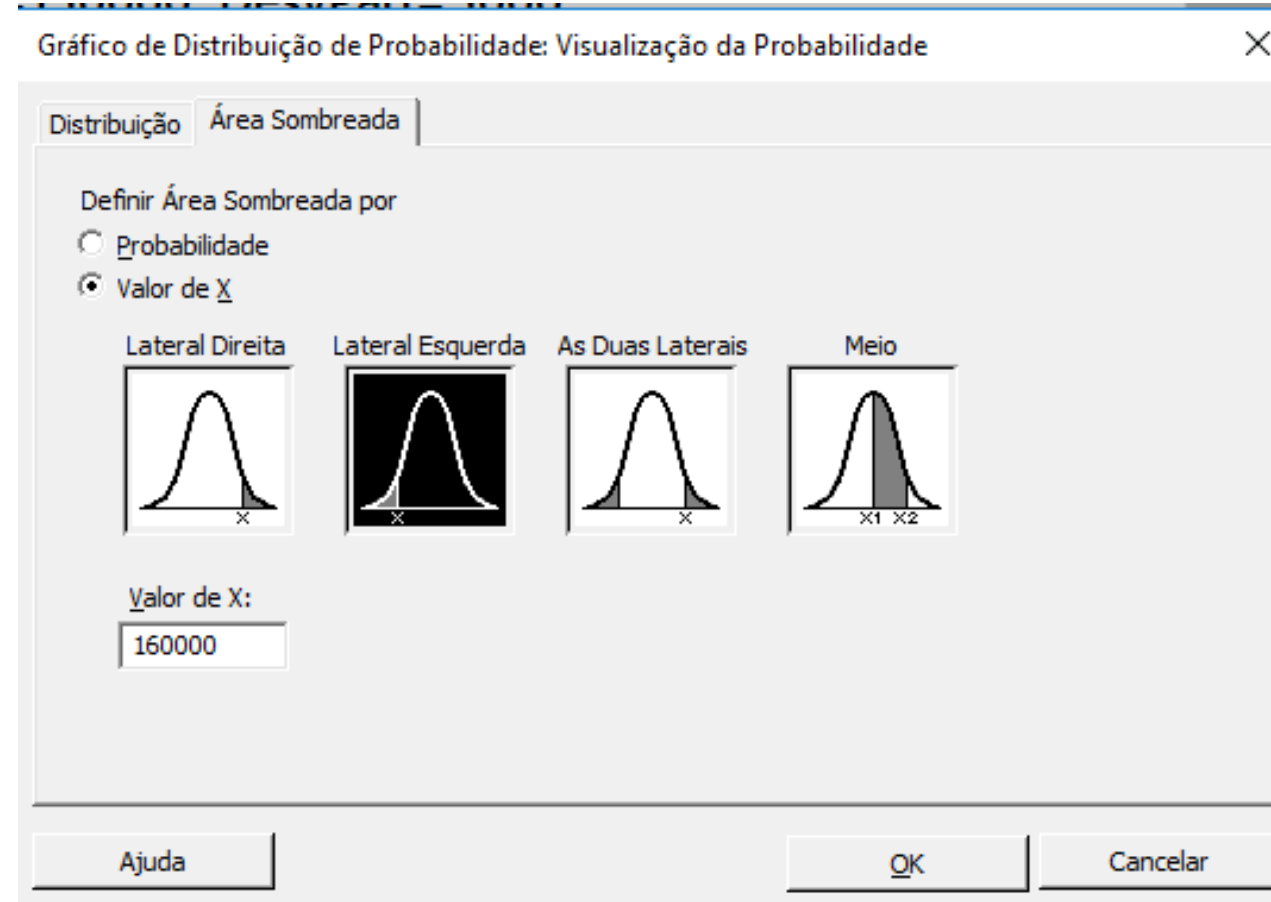 Gráfico de Distribuição de Probabilidade: Visualização da Probabilidade
Distribuição Área Sombreada
Definir Área Sombreada por
Probabilidade
Valor de X
Lateral Direita Lateral Esquerda As Duas Laterais Meio
X X X X1 X2
Valor de X:
160000
Ajuda OK Cancelar